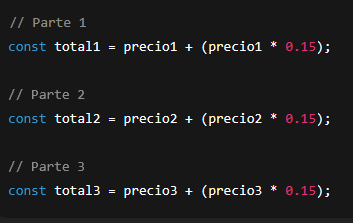 // Parte 1
const total1 = precio1 + (precio1 * 0.15);
// Parte 2
const total2 = precio2 + (precio2 * 0.15);
// Parte 3
const total3 = precio3 + (precio3 * 0.15);